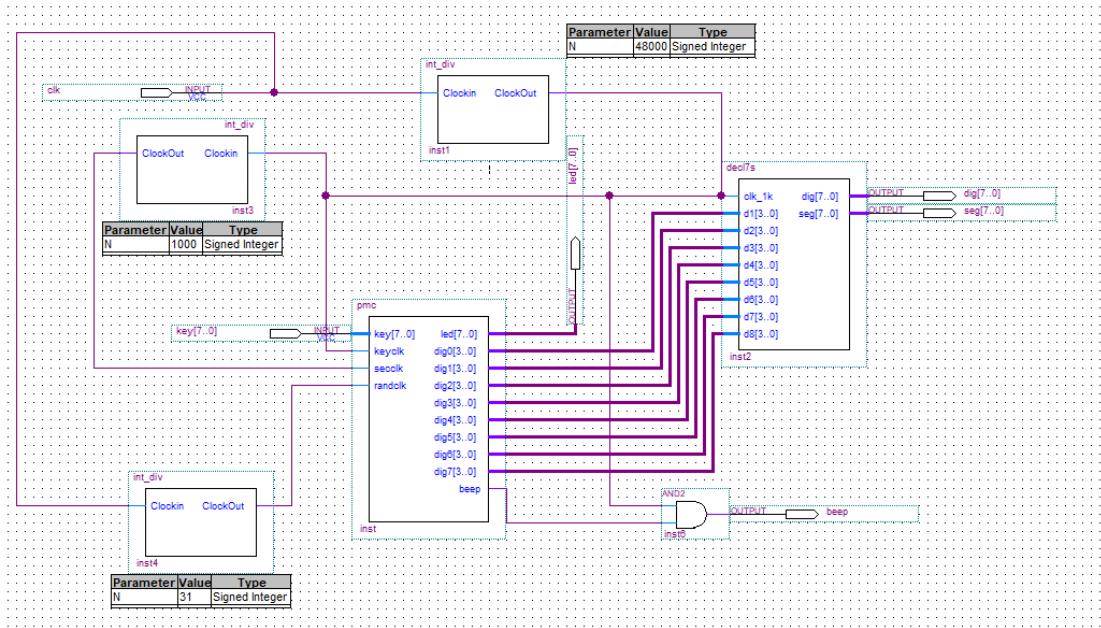 Parameter Value Type
N 48000 Signed Integer
int_div
Clockin ClockOut
inst1
clk INPUT
VCC
int_div
ClockOut Clockin
inst3
Parameter Value Type
N 1000 Signed Integer
led[7..0]
OUTPUT
decl7s
clk_1k dig[7..0]
d1[3..0] seg[7..0]
d2[3..0]
d3[3..0]
d4[3..0]
d5[3..0]
d6[3..0]
d7[3..0]
d8[3..0]
inst2
OUTPUT dig[7..0]
OUTPUT seg[7..0]
key[7..0] INPUT
VCC
pmc
key[7..0] led[7..0]
keyclk dig0[3..0]
secclk dig1[3..0]
randclk dig2[3..0]
dig3[3..0]
dig4[3..0]
dig5[3..0]
dig6[3..0]
dig7[3..0]
beep
inst
AND2
inst6
OUTPUT beep
int_div
Clockin ClockOut
inst4
Parameter Value Type
N 31 Signed Integer